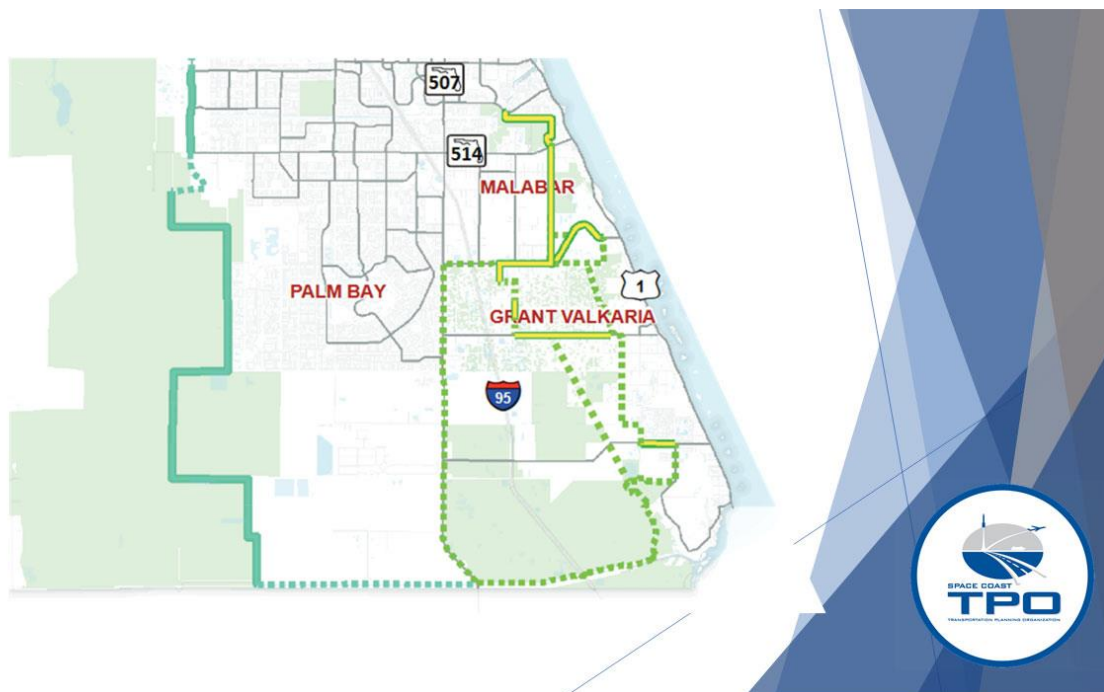 507
514
MALABAR
1
PALM BAY
GRANT VALKARIA
95
SPACE COAST
TPO
TRANSPORTATION PLANNING ORGANIZATION